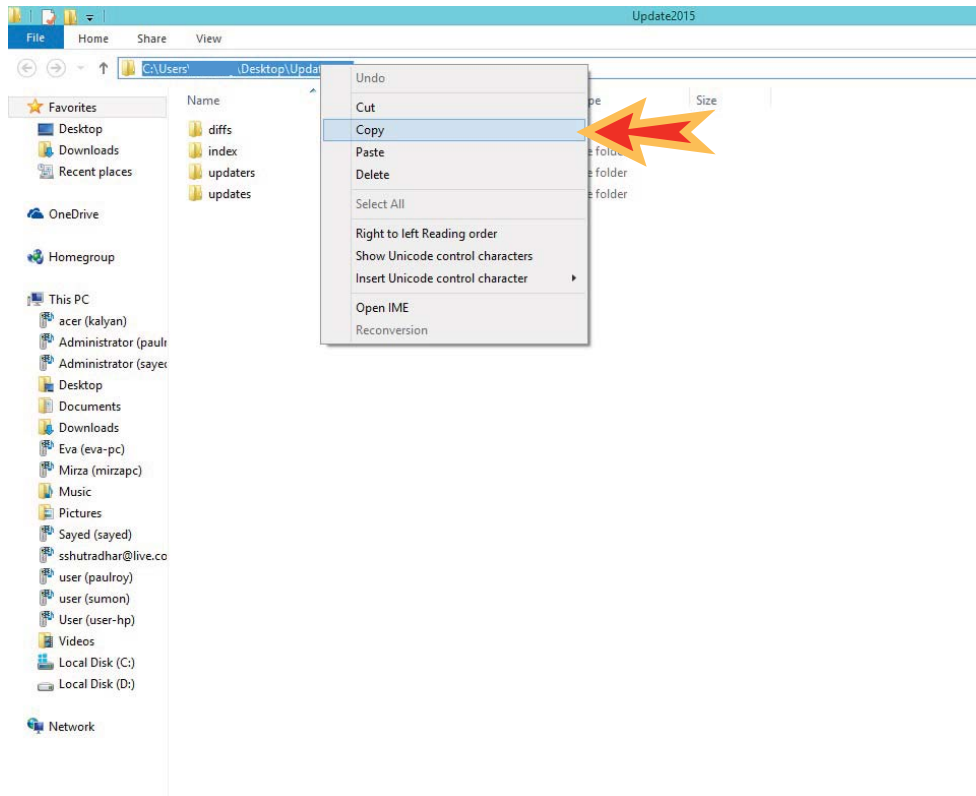 Update2015
File Home Share View
C:\Users' \Desktop\Updat
Undo
Cut
Copy
Paste
Delete
Select All
Right to left Reading order
Show Unicode control characters
Insert Unicode control character
Open IME
Reconversion
Name Size
diffs
index
updaters folder
updates folder
Favorites
Desktop
Downloads
Recent places
OneDrive
Homegroup
This PC
acer (kalyan)
Administrator (paulr
Administrator (sayed
Desktop
Documents
Downloads
Eva (eva-pc)
Mirza (mirzapc)
Music
Pictures
Sayed (sayed)
sshutradhar@live.co
user (paulroy)
user (sumon)
User (user-hp)
Videos
Local Disk (C:)
Local Disk (D:)
Network